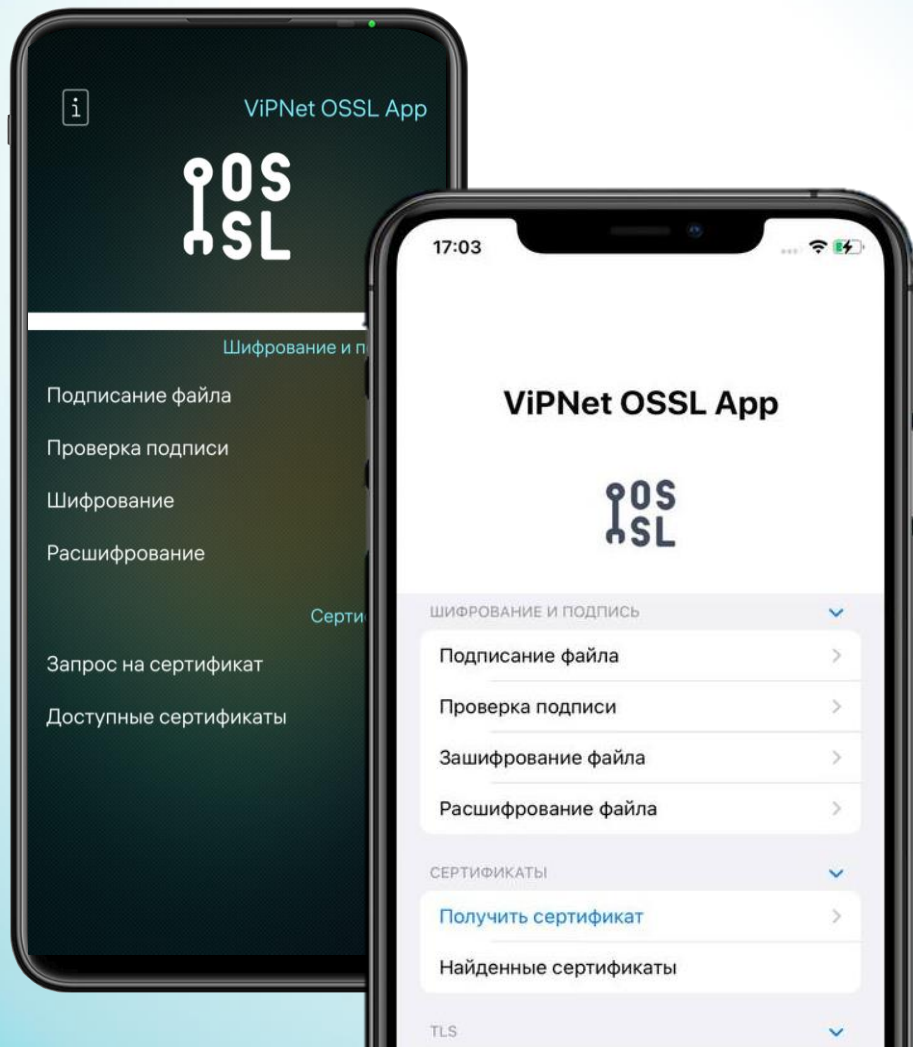 i
ViPNet OSSL App
OS
SL
Шифрование и п
Подписание файла
Проверка подписи
Шифрование
Расшифрование
Серти
Запрос на сертификат
Доступные сертификаты
17:03
ViPNet OSSL App
OS
SL
ШИФРОВАНИЕ И ПОДПИСЬ
Подписание файла
Проверка подписи
Зашифрование файла
Расшифрование файла
СЕРТИФИКАТЫ
Получить сертификат
Найденные сертификаты
TLS